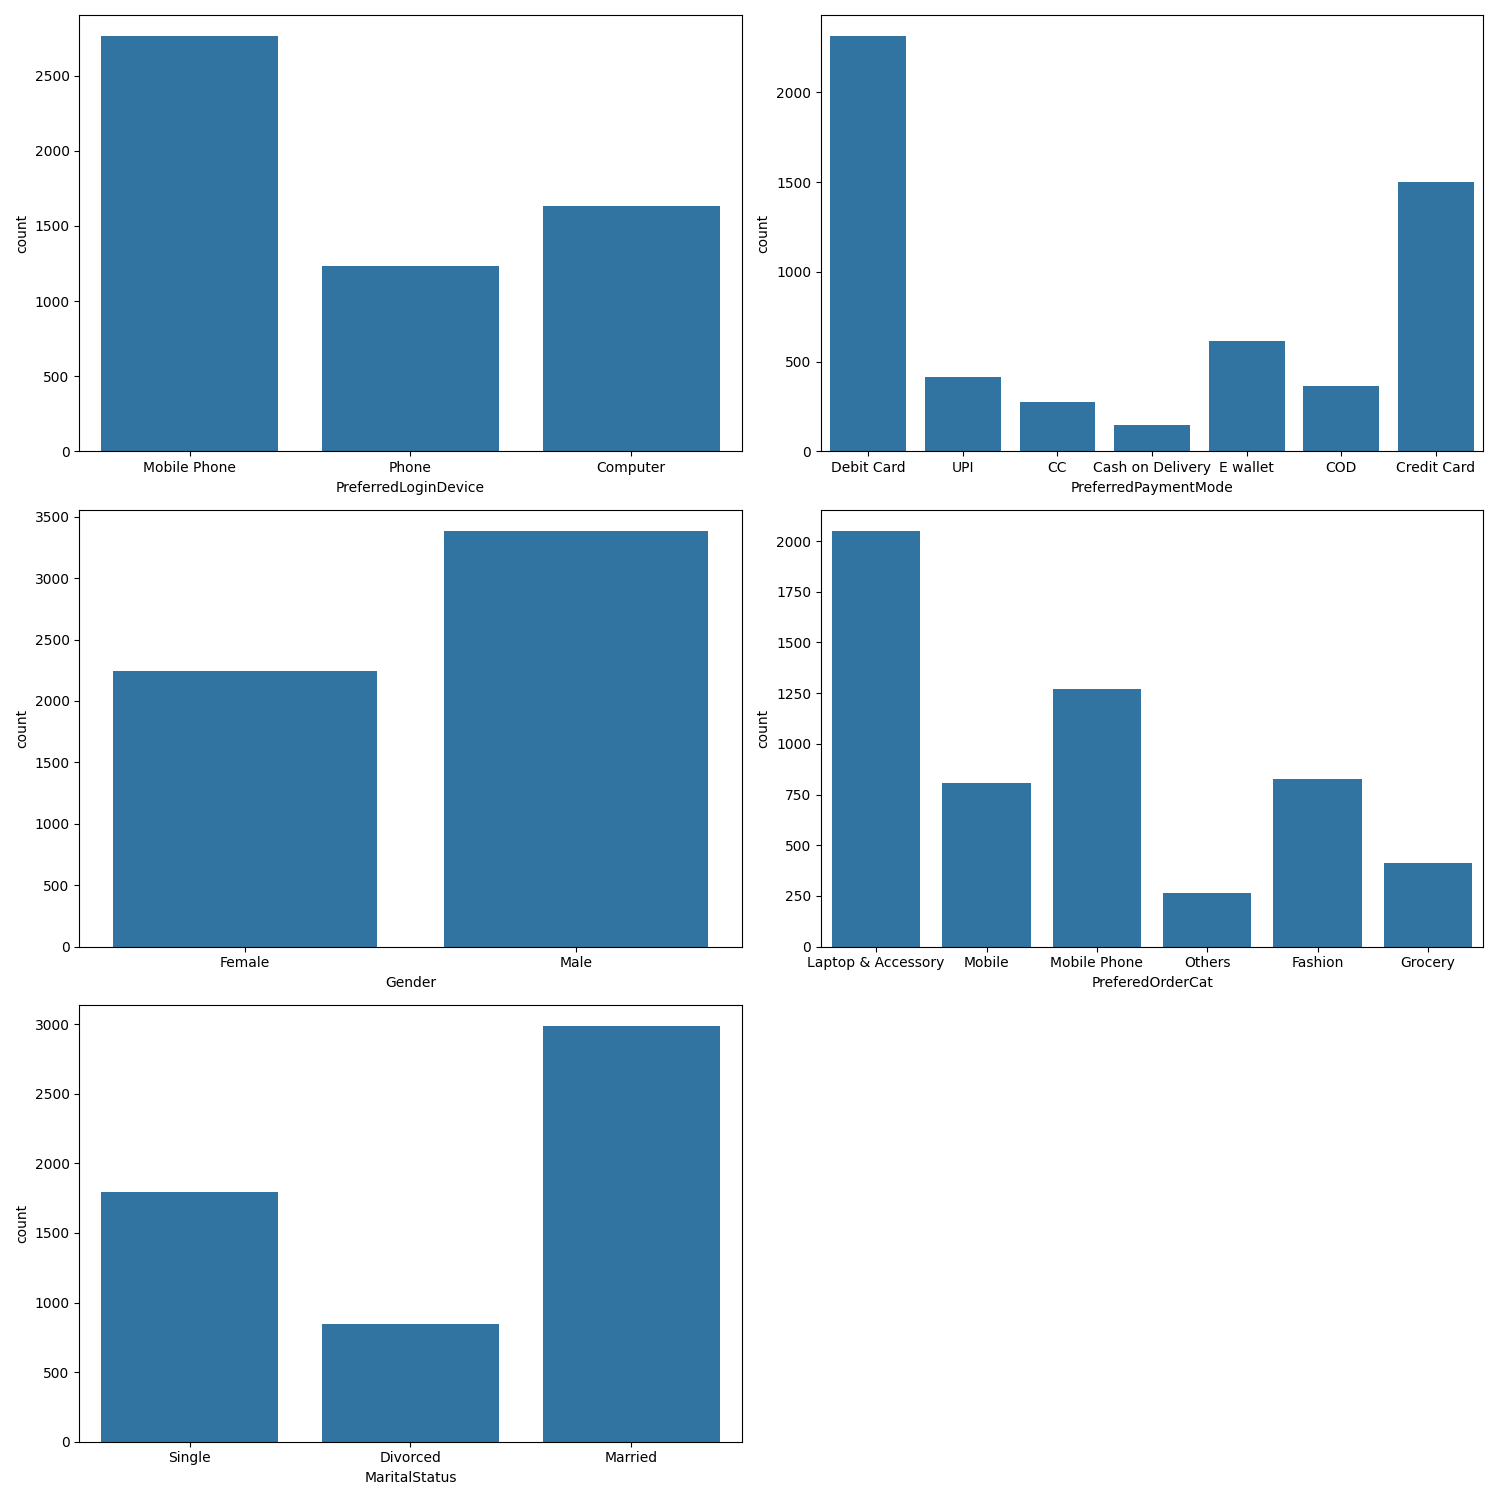 2500
2000
1500
1000
500
0
count
Mobile Phone Phone Computer
PreferredLoginDevice
2000
1500
1000
500
0
count
Debit Card UPI CC Cash on Delivery E wallet COD Credit Card
PreferredPaymentMode
3500
3000
2500
2000
1500
1000
500
0
count
Female Male
Gender
2000
1750
1500
1250
1000
750
500
250
0
count
Laptop & Accessory Mobile Mobile Phone Others Fashion Grocery
PreferedOrderCat
3000
2500
2000
1500
1000
500
0
count
Single Divorced Married
MaritalStatus